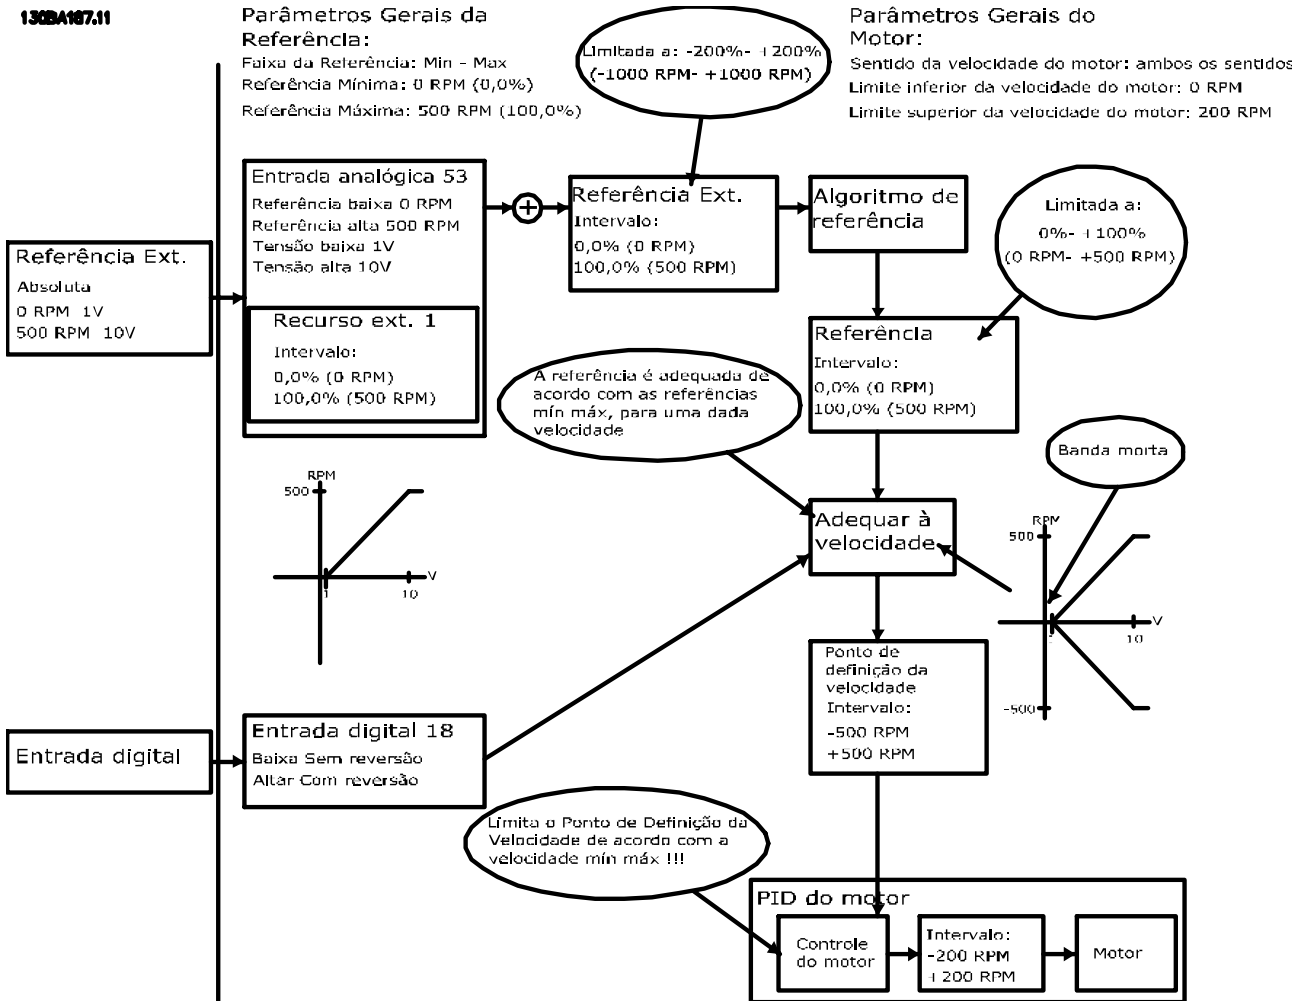 130BA187.11
Parâmetros Gerais da
Referência:
Faixa da Referência: Min - Max
Referência Mínima: 0 RPM (0,0%)
Referência Máxima: 500 RPM (100,0%)
Limitada a: -200%- +200%
(-1000 RPM- +1000 RPM)
Parâmetros Gerais do
Motor:
Sentido da velocidade do motor: ambos os sentidos
Limite inferior da velocidade do motor: 0 RPM
Limite superior da velocidade do motor: 200 RPM
Referência Ext.
Absoluta
0 RPM 1V
500 RPM 10V
Entrada analógica 53
Referência baixa 0 RPM
Referência alta 500 RPM
Tensão baixa 1V
Tensão alta 10V
Recurso ext. 1
Intervalo:
0,0% (0 RPM)
100,0% (500 RPM)
+
Referência Ext.
Intervalo:
0,0% (0 RPM)
100,0% (500 RPM)
Algoritmo de
referência
Limitada a:
0%- +100%
(0 RPM- +500 RPM)
Referência
Intervalo:
0,0% (0 RPM)
100,0% (500 RPM)
A referência é adequada de
acordo com as referências
mín máx, para uma dada
velocidade
Banda morta
RPM
500
V
1
10
Adequar à
velocidade
RPM
500
V
1
10
-500
Ponto de
definição da
velocidade
Intervalo:
-500 RPM
+500 RPM
Entrada digital
Entrada digital 18
Baixa Sem reversão
Altar Com reversão
Limita o Ponto de Definição da
Velocidade de acordo com a
velocidade mín máx !!!
PID do motor
Controle
do motor
Intervalo:
-200 RPM
+200 RPM
Motor